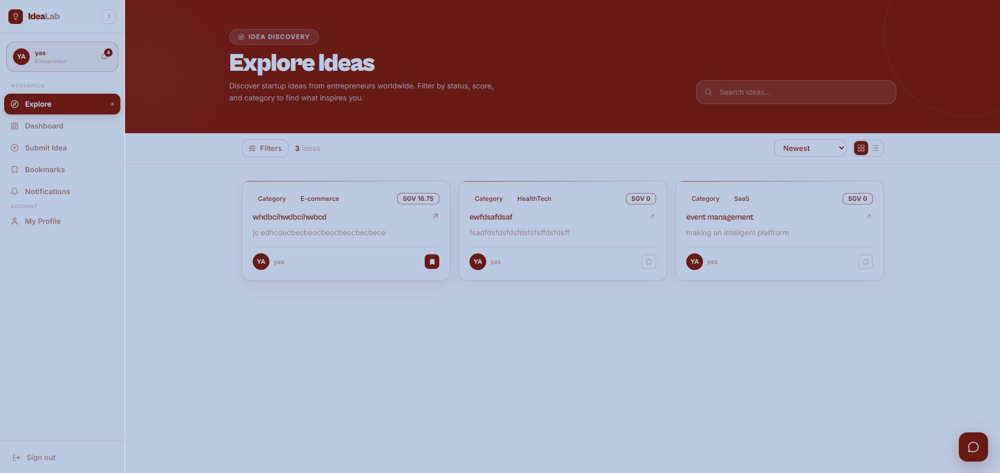 IdeaLab
YA
yas
Entrepreneur
4
WORKSPACE
Explore
Dashboard
Submit Idea
Bookmarks
Notifications
ACCOUNT
My Profile
Sign out
IDEA DISCOVERY
Explore Ideas
Discover startup ideas from entrepreneurs worldwide. Filter by status, score,
and category to find what inspires you.
Search ideas...
Filters
3 ideas
Newest
Category E-commerce SGV 16.75
whdbcihwdbcihwbcd
jc edhcdecbecbeocbeocbeocbecbece
YA yas
Category HealthTech SGV 0
ewfdsafdsaf
fsadfdsfdsfdsfdsfsfsffdsfdsff
YA yas
Category SaaS SGV 0
event management
making an inteligent platfrorm
YA yas